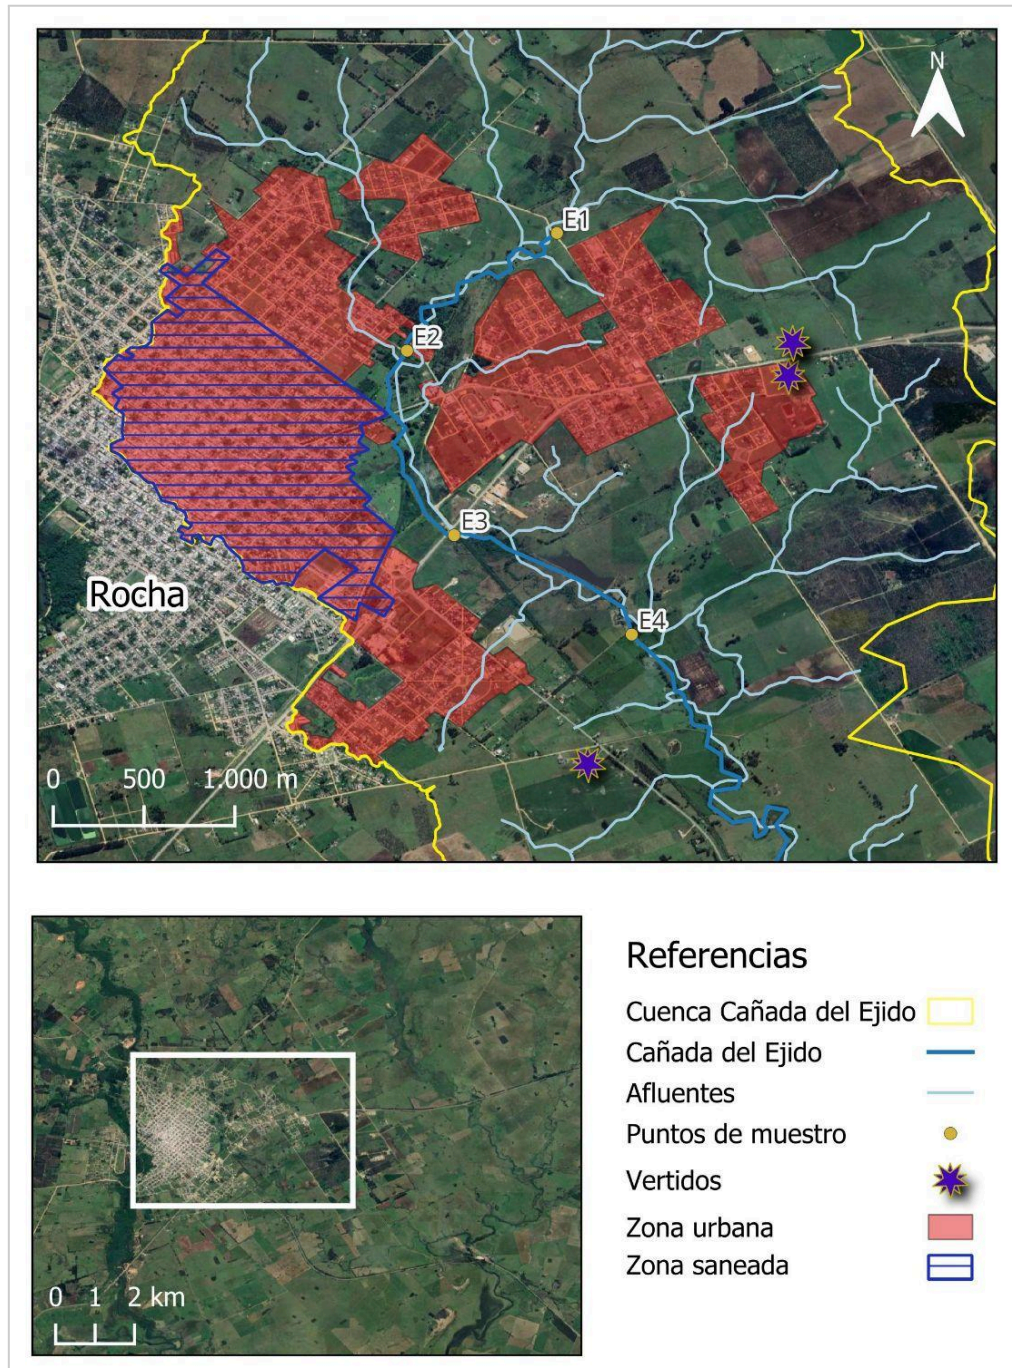 N
E1
E2
E3
Rocha
E4
0 500 1.000 m
Referencias
Cuenca Cañada del Ejido
Cañada del Ejido
Afluentes
Puntos de muestro
Vertidos
Zona urbana
Zona saneada
0 1 2 km